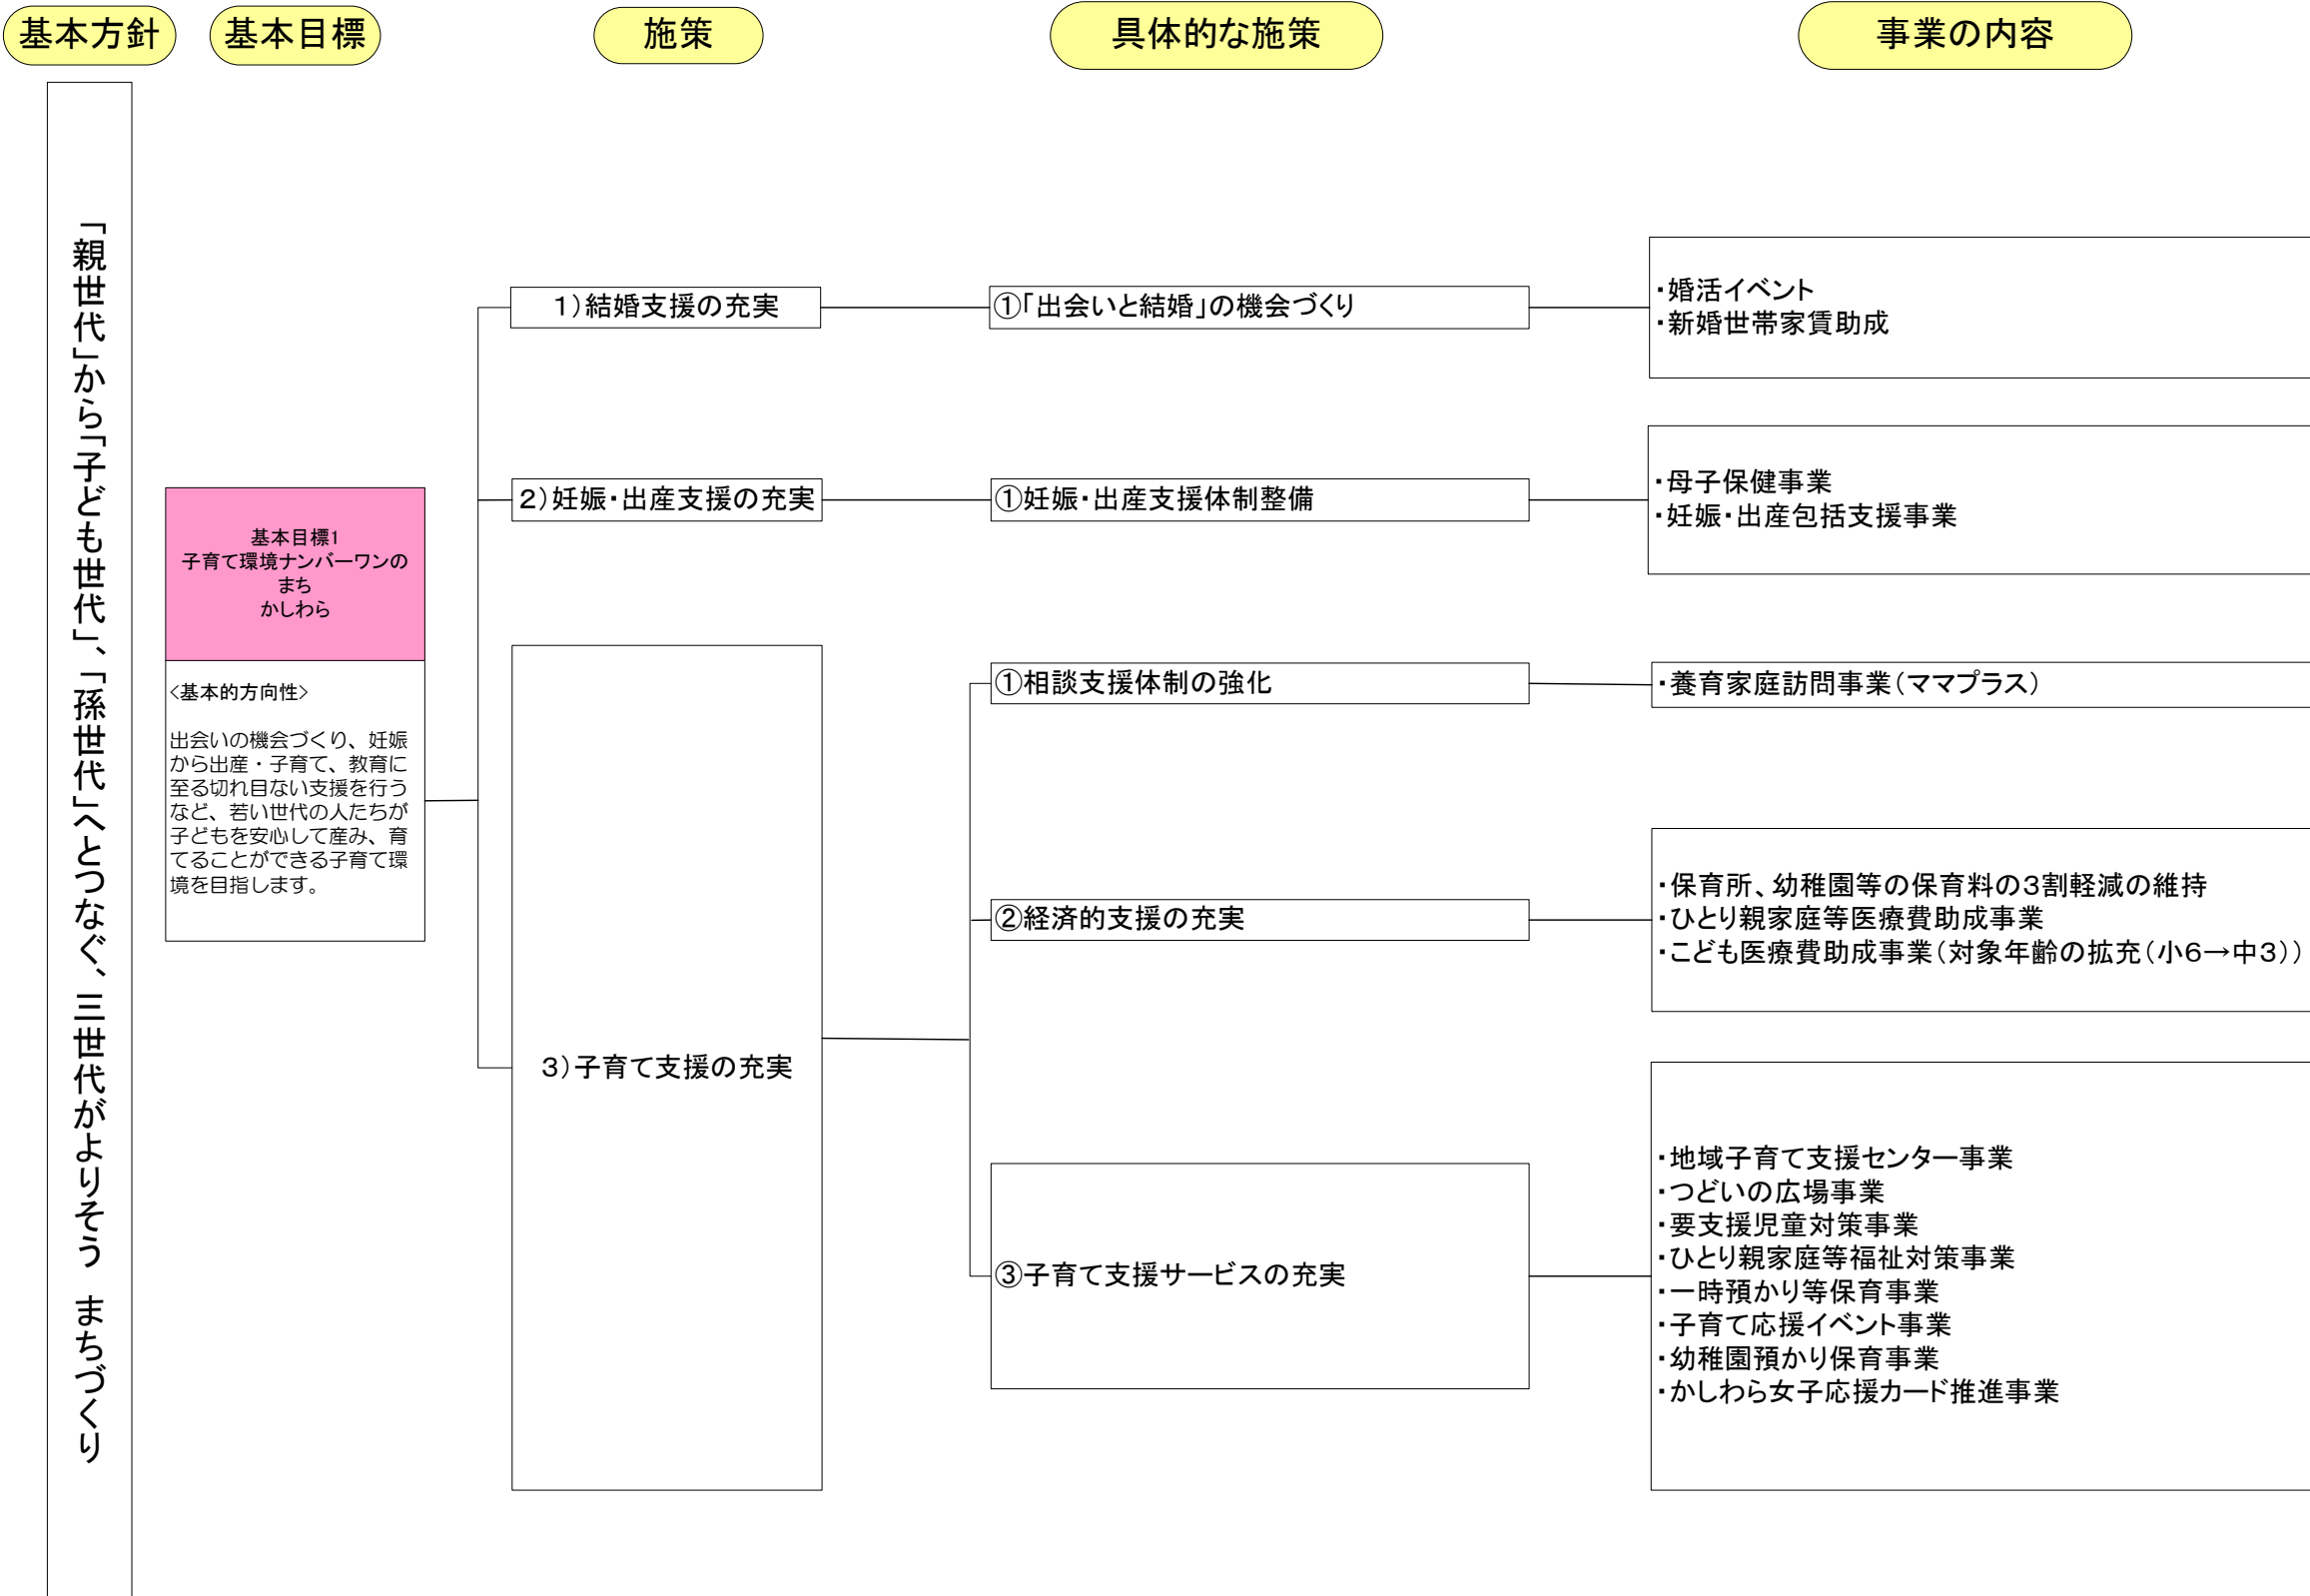 基本方針
基本目標
施策
具体的な施策
事業の内容
「親世代」から「子ども世代」、「孫世代」へとつなぐ、三世代がよりそう　まちづくり
基本目標1
子育て環境ナンバーワンの
まち
かしわら
<基本的方向性>
出会いの機会づくり、妊娠
から出産・子育て、教育に
至る切れ目ない支援を行う
など、若い世代の人たちが
子どもを安心して産み、育
てることができる子育て環
境を目指します。
1)結婚支援の充実
①「出会いと結婚」の機会づくり
・婚活イベント
・新婚世帯家賃助成
2)妊娠・出産支援の充実
①妊娠・出産支援体制整備
・母子保健事業
・妊娠・出産包括支援事業
3)子育て支援の充実
①相談支援体制の強化
・養育家庭訪問事業(ママプラス)
②経済的支援の充実
・保育所、幼稚園等の保育料の3割軽減の維持
・ひとり親家庭等医療費助成事業
・こども医療費助成事業(対象年齢の拡充(小6→中3))
③子育て支援サービスの充実
・地域子育て支援センター事業
・つどいの広場事業
・要支援児童対策事業
・ひとり親家庭等福祉対策事業
・一時預かり等保育事業
・子育て応援イベント事業
・幼稚園預かり保育事業
・かしわら女子応援カード推進事業